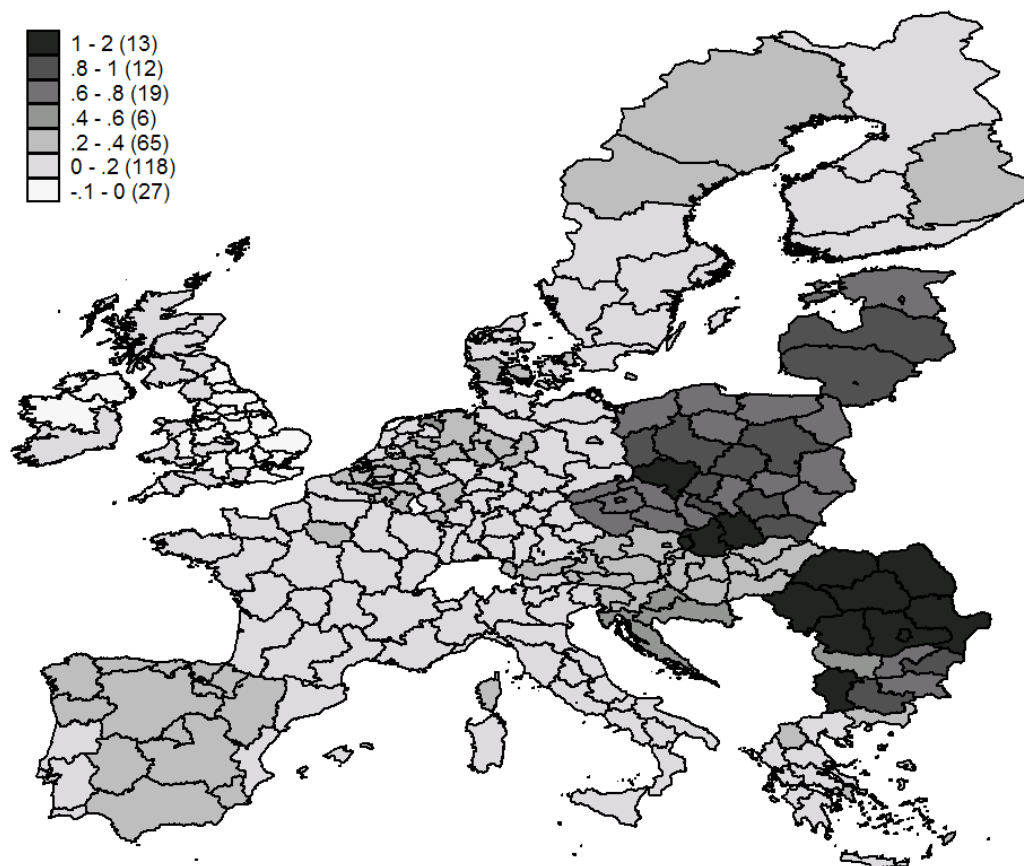 1 - 2 (13)
.8 - 1 (12)
.6 - .8 (19)
.4 - .6 (6)
.2 - .4 (65)
0 - .2 (118)
-.1 - 0 (27)